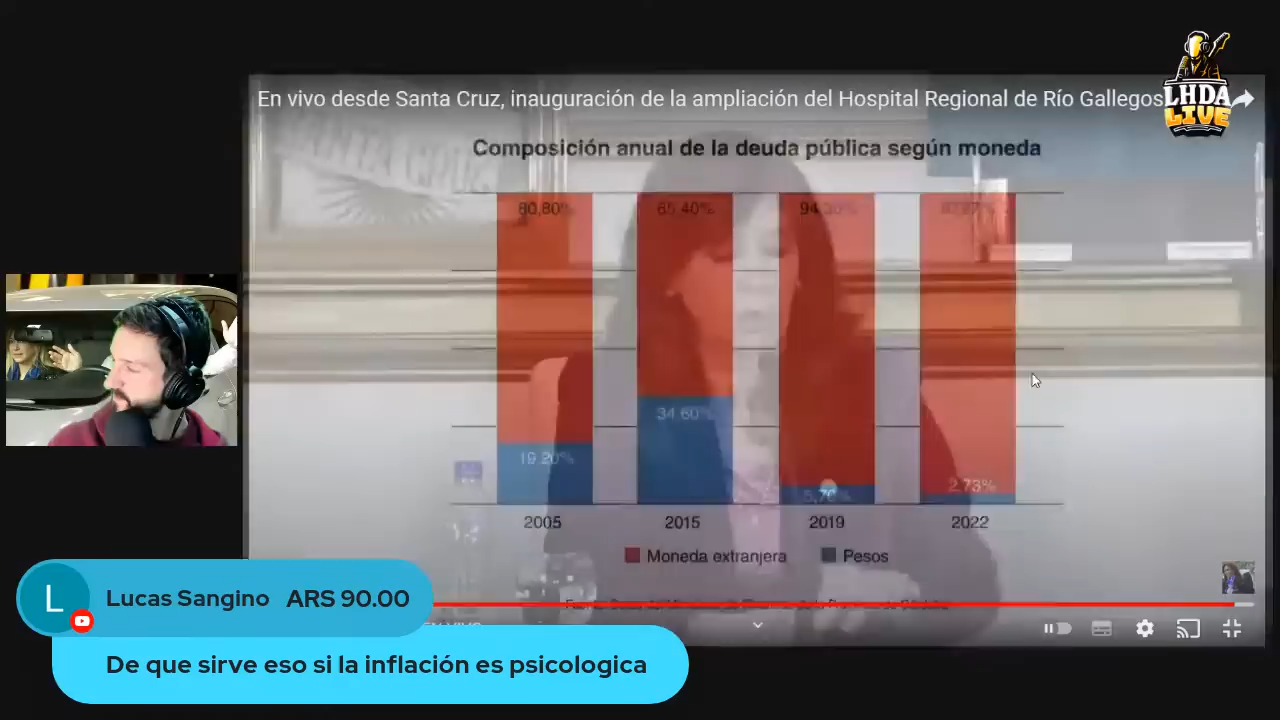 En vivo desde Santa Cruz, inauguración de la ampliación del Hospital Regional de Río Gallegos
LHDA
LIVE
Composición anual de la deuda pública según moneda
80,80%
65,40%
34,60%
19,20%
5,70%
2,73%
2005
2015
2019
2022
Moneda extranjera
Pesos
L
Lucas Sangino ARS 90.00
De que sirve eso si la inflación es psicologica